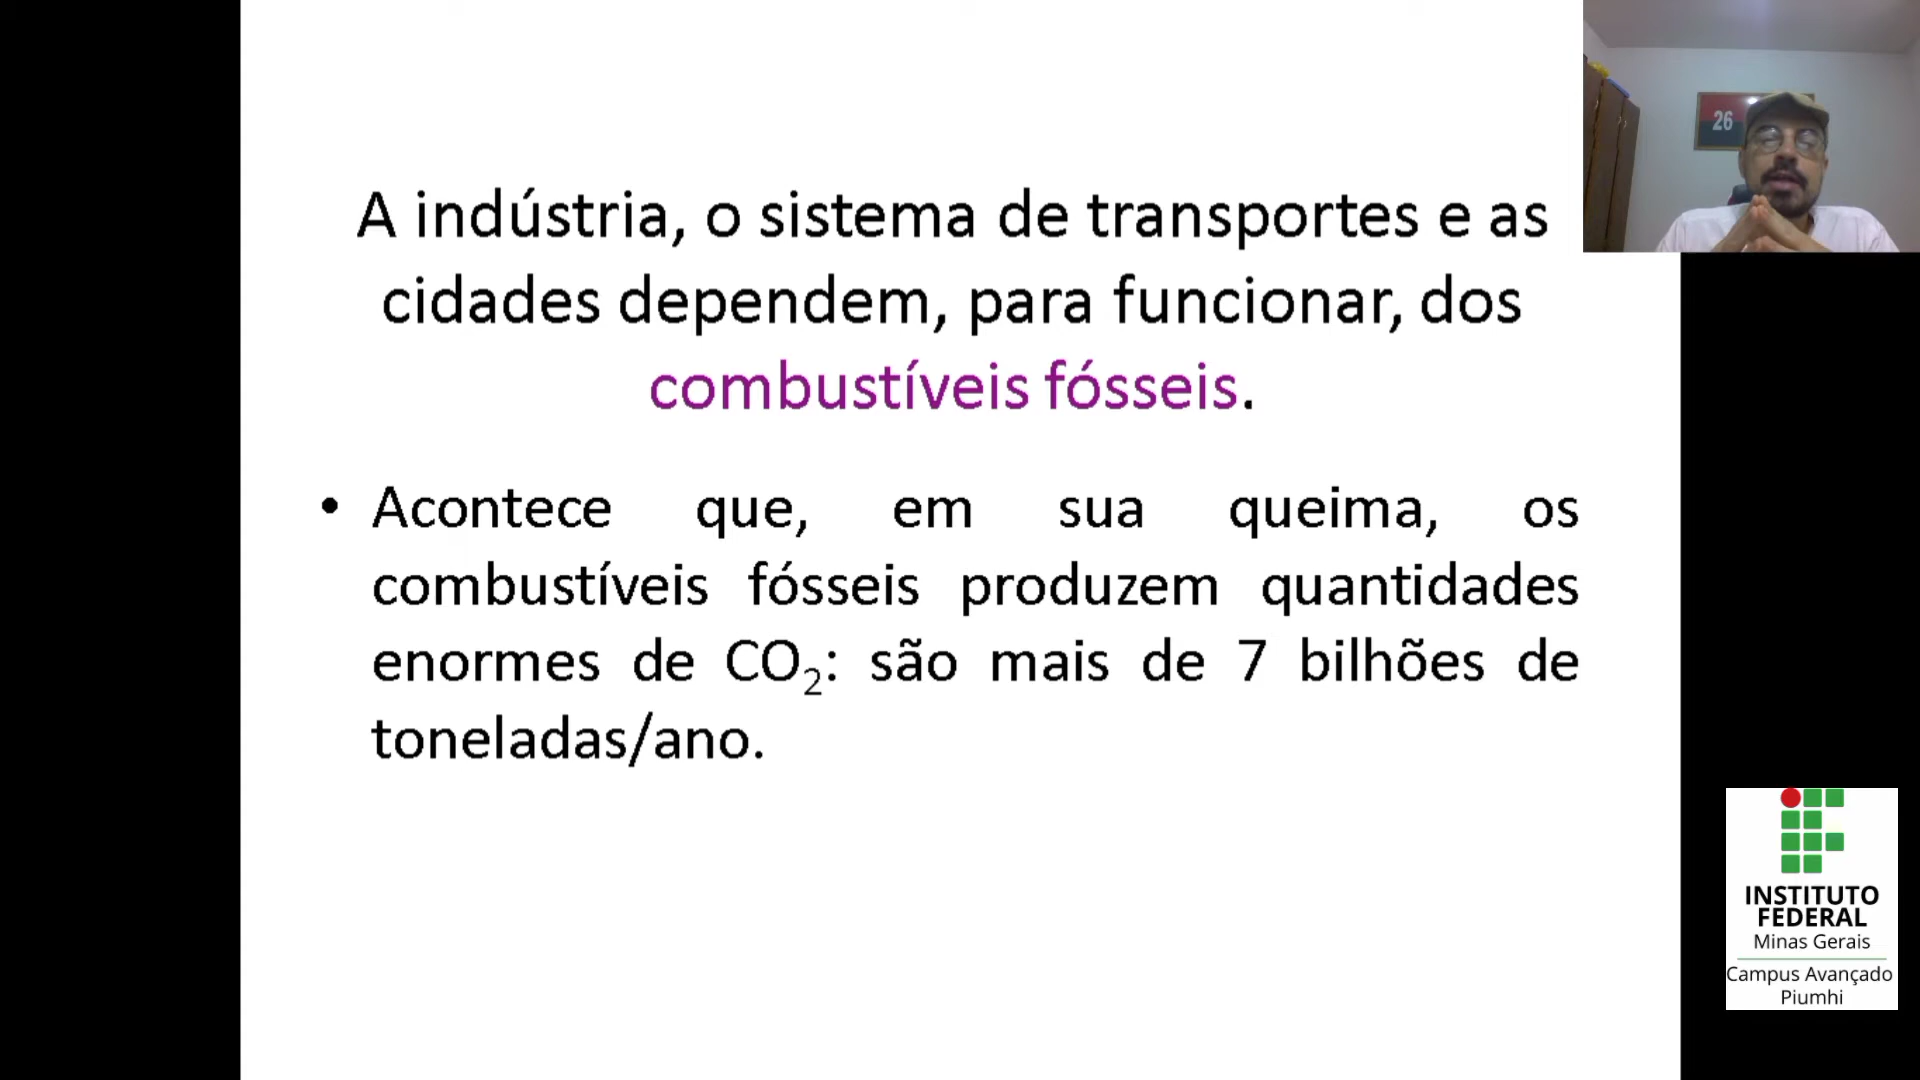 A indústria, o sistema de transportes e as
cidades dependem, para funcionar, dos
combustíveis fósseis.
• Acontece que, em sua queima, os
combustíveis fósseis produzem quantidades
enormes de CO₂: são mais de 7 bilhões de
toneladas/ano.
26
INSTITUTO
FEDERAL
Minas Gerais
Campus Avançado
Piumhi